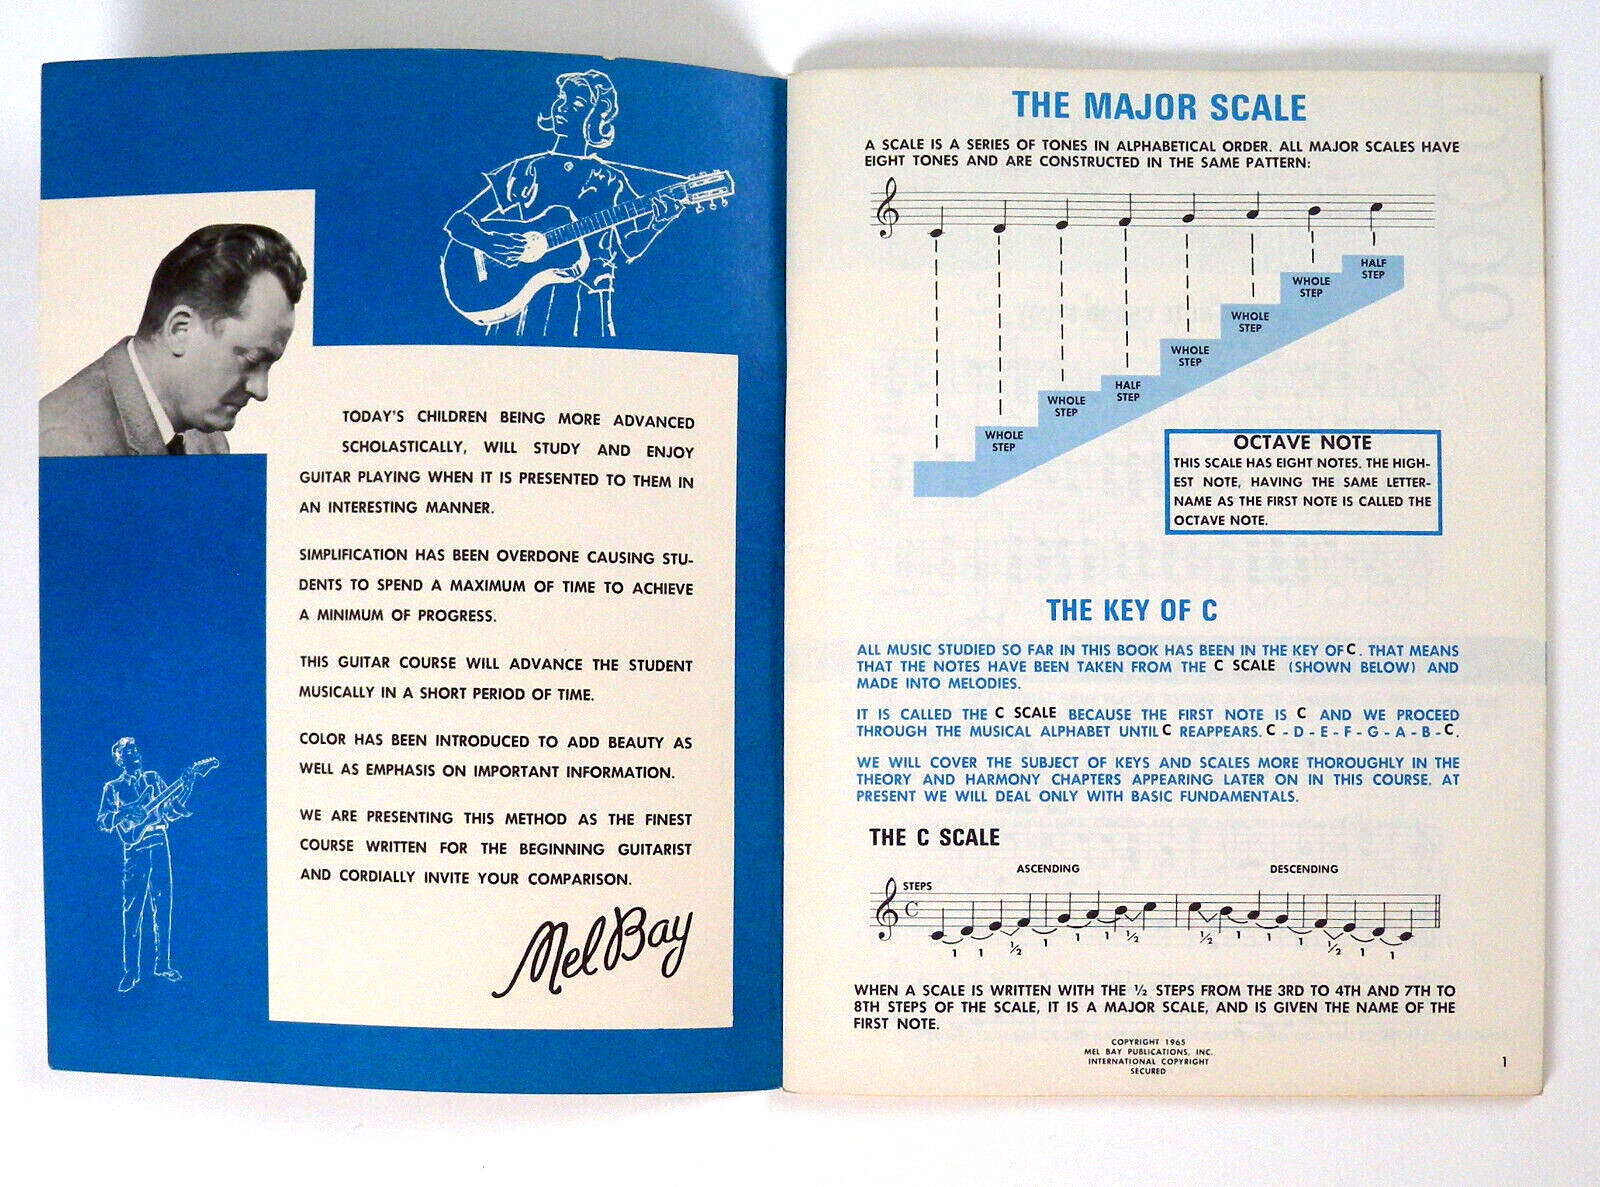 TODAY'S CHILDREN BEING MORE ADVANCED
SCHOLASTICALLY, WILL STUDY AND ENJOY
GUITAR PLAYING WHEN IT IS PRESENTED TO THEM IN
AN INTERESTING MANNER.
SIMPLIFICATION HAS BEEN OVERDONE CAUSING STU-
DENTS TO SPEND A MAXIMUM OF TIME TO ACHIEVE
A MINIMUM OF PROGRESS.
THIS GUITAR COURSE WILL ADVANCE THE STUDENT
MUSICALLY IN A SHORT PERIOD OF TIME.
COLOR HAS BEEN INTRODUCED TO ADD BEAUTY AS
WELL AS EMPHASIS ON IMPORTANT INFORMATION.
WE ARE PRESENTING THIS METHOD AS THE FINEST
COURSE WRITTEN FOR THE BEGINNING GUITARIST
AND CORDIALLY INVITE YOUR COMPARISON.
Mel Bay
THE MAJOR SCALE
A SCALE IS A SERIES OF TONES IN ALPHABETICAL ORDER. ALL MAJOR SCALES HAVE
EIGHT TONES AND ARE CONSTRUCTED IN THE SAME PATTERN:
WHOLE
STEP
WHOLE
STEP
HALF
STEP
WHOLE
STEP
WHOLE
STEP
WHOLE
STEP
HALF
STEP
OCTAVE NOTE
THIS SCALE HAS EIGHT NOTES. THE HIGH-
EST NOTE, HAVING THE SAME LETTER-
NAME AS THE FIRST NOTE IS CALLED THE
OCTAVE NOTE.
THE KEY OF C
ALL MUSIC STUDIED SO FAR IN THIS BOOK HAS BEEN IN THE KEY OF C. THAT MEANS
THAT THE NOTES HAVE BEEN TAKEN FROM THE C SCALE (SHOWN BELOW) AND
MADE INTO MELODIES.
IT IS CALLED THE C SCALE BECAUSE THE FIRST NOTE IS C AND WE PROCEED
THROUGH THE MUSICAL ALPHABET UNTIL C REAPPEARS. C - D - E - F - G - A - B - C.
WE WILL COVER THE SUBJECT OF KEYS AND SCALES MORE THOROUGHLY IN THE
THEORY AND HARMONY CHAPTERS APPEARING LATER ON IN THIS COURSE. AT
PRESENT WE WILL DEAL ONLY WITH BASIC FUNDAMENTALS.
THE C SCALE
ASCENDING DESCENDING
STEPS
1 1 ½ 1 1 1 ½ ½ 1 1 1 ½ 1 1
WHEN A SCALE IS WRITTEN WITH THE ½ STEPS FROM THE 3RD TO 4TH AND 7TH TO
8TH STEPS OF THE SCALE, IT IS A MAJOR SCALE, AND IS GIVEN THE NAME OF THE
FIRST NOTE.
COPYRIGHT 1965
MEL BAY PUBLICATIONS, INC.
INTERNATIONAL COPYRIGHT
SECURED
1